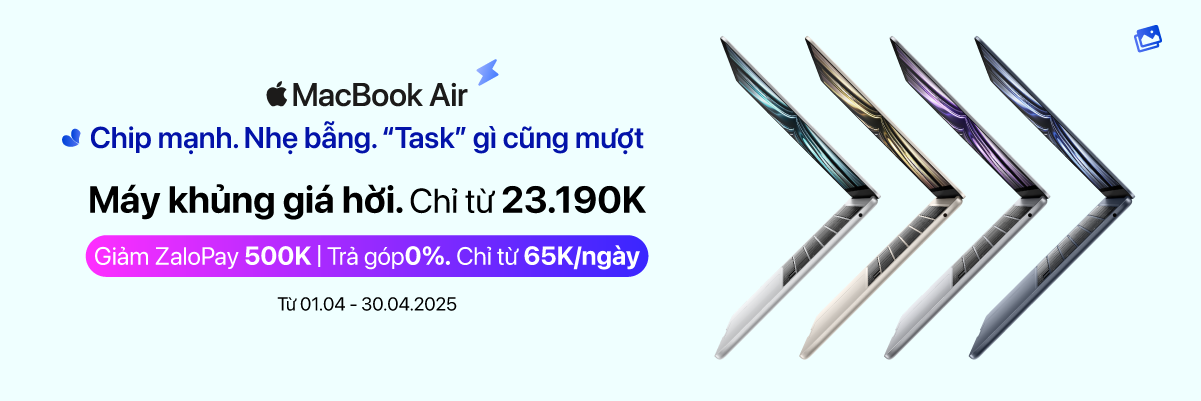 MacBook Air
Chip mạnh. Nhẹ bẫng. “Task” gì cũng mượt
Máy khủng giá hời. Chỉ từ 23.190K
Giảm ZaloPay 500K | Trả góp0%. Chỉ từ 65K/ngày
Từ 01.04 - 30.04.2025